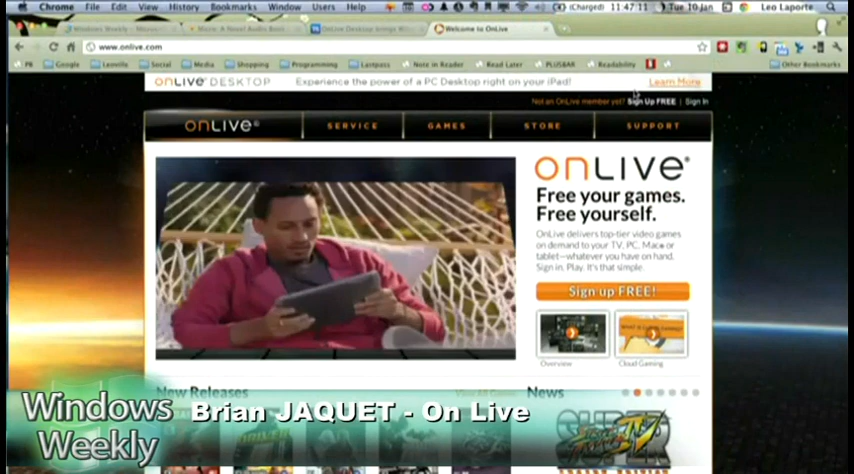 Chrome File Edit View History Bookmarks Window Users Help
(Charged) Tue 10 Jan 11:47:11 Leo Laporte
Welcome to OnLive
www.onlive.com
PB Google Leoville Social Media Shopping Programming Lastpass Note in Reader Read Later PLUSBAR Readability Other Bookmarks
ONLIVE DESKTOP Experience the power of a PC Desktop right on your iPad! Learn More
Not an OnLive member yet? Sign Up FREE | Sign In
ONLIVE® SERVICE GAMES STORE SUPPORT
ONLIVE®
Free your games.
Free yourself.
OnLive delivers top-tier video games
on demand to your TV, PC, Mac® or
tablet—whatever you have on hand.
Sign in. Play. It's that simple.
Sign up FREE!
Overview Cloud Gaming
New Releases News
Windows
Weekly
Brian JAQUET - On Live